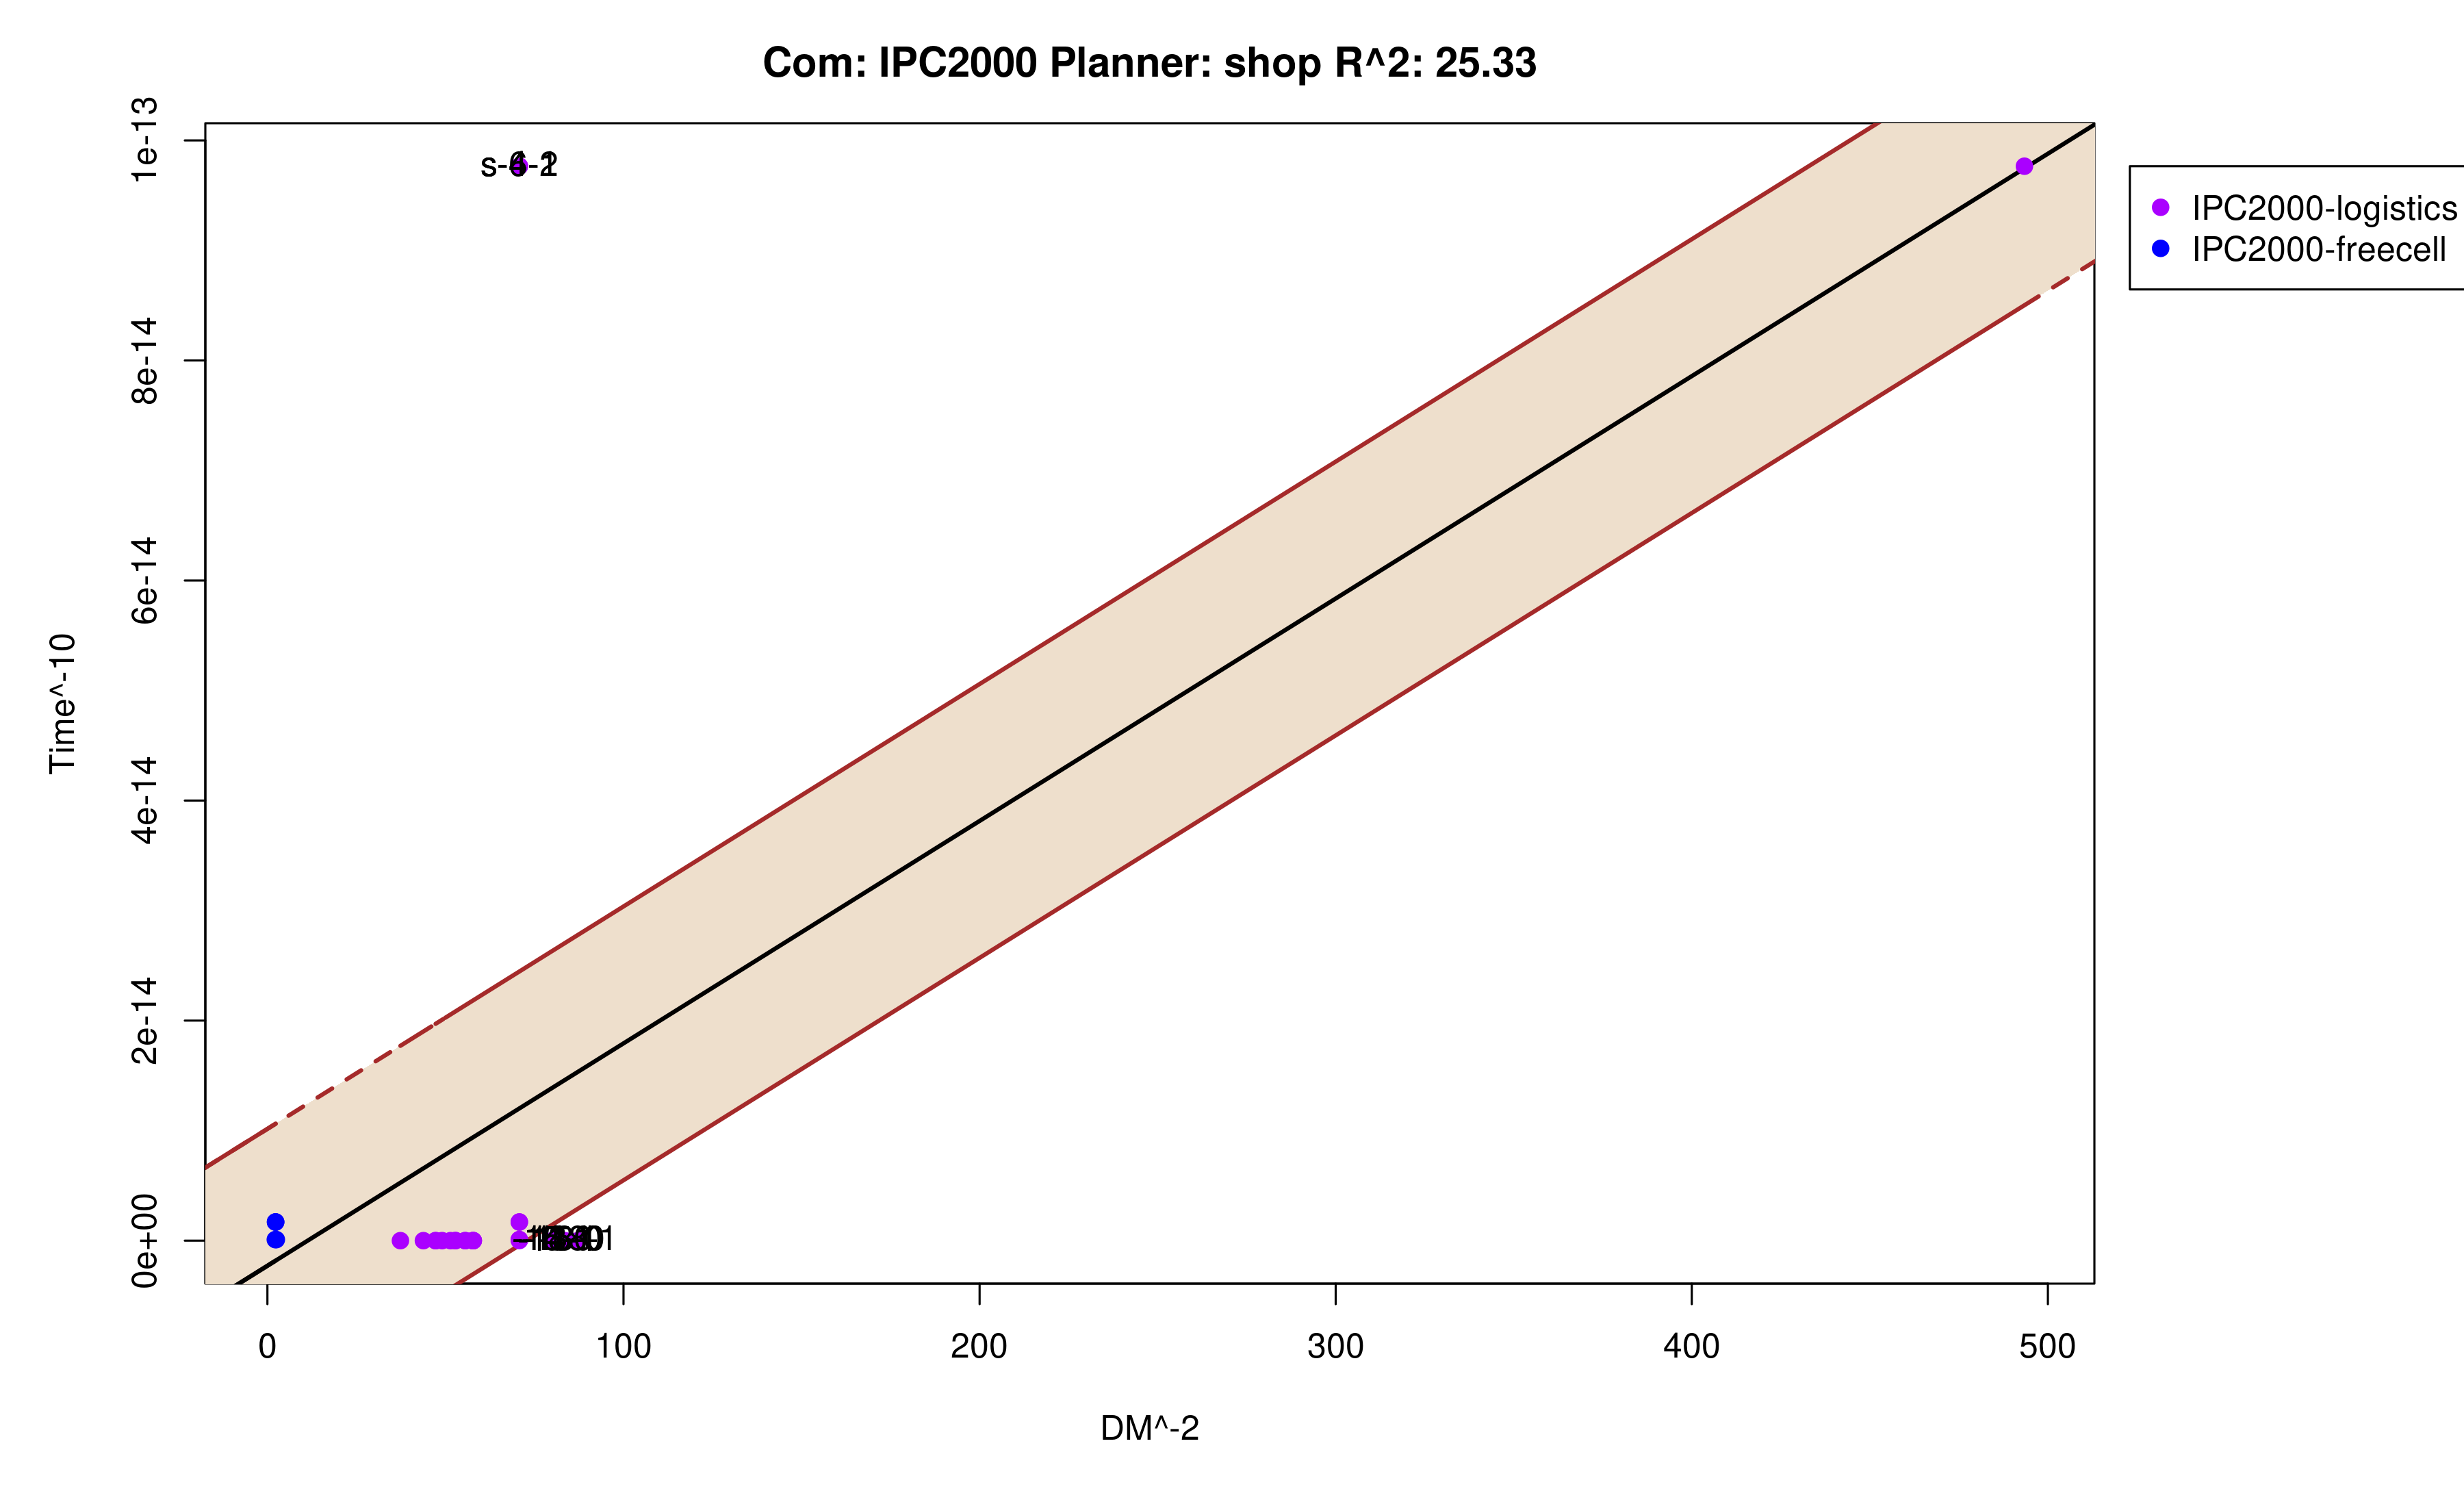 Com: IPC2000 Planner: shop R^2: 25.33
1e-13
8e-14
6e-14
4e-14
2e-14
0e+00
Time^-10
IPC2000-logistics
IPC2000-freecell
0 100 200 300 400 500
DM^-2